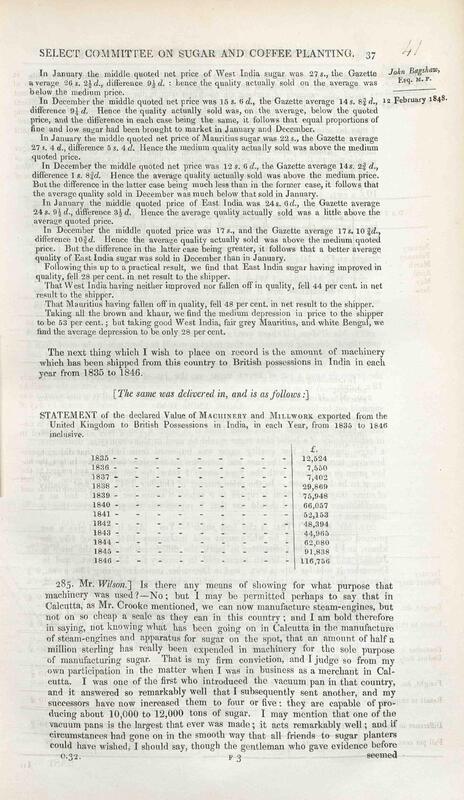 SELECT COMMITTEE ON SUGAR AND COFFEE PLANTING. 37
41
John Bagshaw,
Esq. M. P.
12 February 1848.
In January the middle quoted net price of West India sugar was 27 s., the Gazette
average 26 s. 2½ d., difference 9½ d. : hence the quality actually sold on the average was
below the medium price.
In December the middle quoted net price was 15 s. 6 d., the Gazette average 14 s. 8¾ d.,
difference 9¼ d. Hence the quality actually sold was, on the average, below the quoted
price, and the difference in each case being the same, it follows that equal proportions of
fine and low sugar had been brought to market in January and December.
In January the middle quoted net price of Mauritius sugar was 22 s., the Gazette average
27 s. 4 d., difference 5 s. 4 d. Hence the medium quality actually sold was above the medium
quoted price.
In December the middle quoted net price was 12 s. 6 d., the Gazette average 14 s. 2¾ d.,
difference 1 s. 8¾d. Hence the average quality actually sold was above the medium price.
But the difference in the latter case being much less than in the former case, it follows that
the average quality sold in December was much below that sold in January.
In January the middle quoted price of East India was 24 s. 6 d., the Gazette average
24 s. 9½ d., difference 3½ d. Hence the average quality actually sold was a little above the
average quoted price.
In December the middle quoted price was 17 s., and the Gazette average 17 s. 10¾d.,
difference 10¾d. Hence the average quality actually sold was above the medium quoted
price. But the difference in the latter case being greater, it follows that a better average
quality of East India sugar was sold in December than in January.
Following this up to a practical result, we find that East India sugar having improved in
quality, fell 28 per cent. in net result to the shipper.
That West India having neither improved nor fallen off in quality, fell 44 per cent. in net
result to the shipper.
That Mauritius having fallen off in quality, fell 48 per cent. in net result to the shipper.
Taking all the brown and khaur, we find the medium depression in price to the shipper
to be 53 per cent. ; but taking good West India, fair grey Mauritius, and white Bengal, we
find the average depression to be only 28 per cent.
The next thing which I wish to place on record is the amount of machinery
which has been shipped from this country to British possessions in India in each
year from 1835 to 1846.
[The same was delivered in, and is as follows :]
STATEMENT of the declared Value of MACHINERY and MILLWORK exported from the
United Kingdom to British Possessions in India, in each Year, from 1835 to 1846
inclusive.
£.
1835 - - - - - - - - - 12,524
1836 - - - - - - - - - 7,550
1837 - - - - - - - - - 7,402
1838 - - - - - - - - - 29,869
1839 - - - - - - - - - 75,948
1840 - - - - - - - - - 66,057
1841 - - - - - - - - - 52,153
1842 - - - - - - - - - 48,394
1843 - - - - - - - - - 44,965
1844 - - - - - - - - - 62,080
1845 - - - - - - - - - 91,838
1846 - - - - - - - - - 116,756
285. Mr. Wilson.] Is there any means of showing for what purpose that
machinery was used?—No ; but I may be permitted perhaps to say that in
Calcutta, as Mr. Crooke mentioned, we can now manufacture steam-engines, but
not on so cheap a scale as they can in this country ; and I am bold therefore
in saying, not knowing what has been going on in Calcutta in the manufacture
of steam-engines and apparatus for sugar on the spot, that an amount of half a
million sterling has really been expended in machinery for the sole purpose
of manufacturing sugar. That is my firm conviction, and I judge so from my
own participation in the matter when I was in business as a merchant in Cal-
cutta. I was one of the first who introduced the vacuum pan in that country,
and it answered so remarkably well that I subsequently sent another, and my
successors have now increased them to four or five : they are capable of pro-
ducing about 10,000 to 12,000 tons of sugar. I may mention that one of the
vacuum pans is the largest that ever was made ; it acts remarkably well ; and if
circumstances had gone on in the smooth way that all friends to sugar planters
could have wished, I should say, though the gentleman who gave evidence before
0.32. F 3 seemed